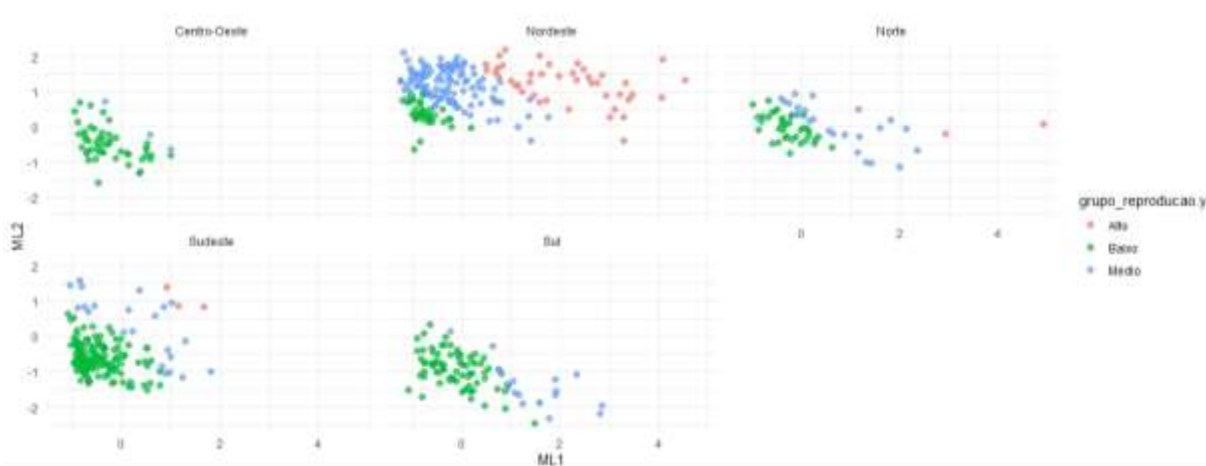 Centro-Oeste
Nordeste
Norte
2
1
0
-1
-2
0
2
4
ML2
Sudeste
Sul
2
1
0
-1
-2
0
2
4
0
2
4
ML1
grupo_reproducao.y
Alto
Baixo
Medio